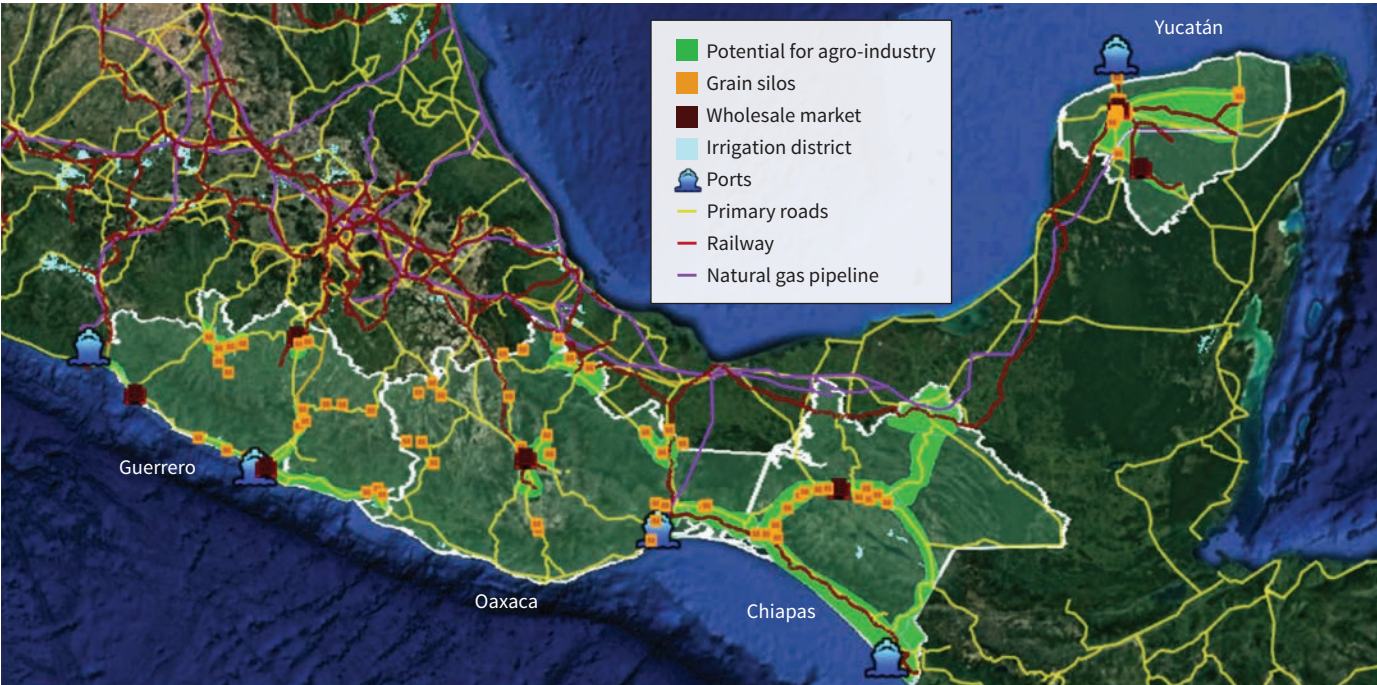 Yucatán
Potential for agro-industry
Grain silos
Wholesale market
Irrigation district
Ports
Primary roads
Railway
Natural gas pipeline
Guerrero
Oaxaca
Chiapas